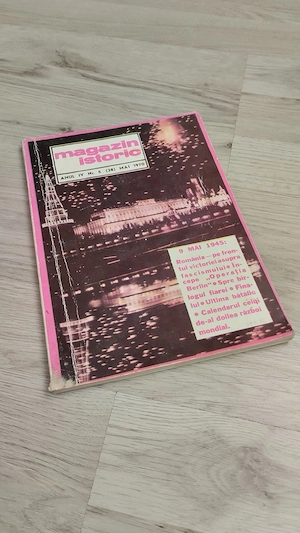 magazin
istoric
ANUL IV Nr. 5 (38) MAI 1970
9 MAI 1945:
România — pe fron-
tul victoriei asupra
fascismului • În-
cepe „Operația
Berlin" • Spre bîr-
logul fiarei • Fina-
lul • Ultima bătălie
• Calendarul celui
de-al doilea război
mondial.